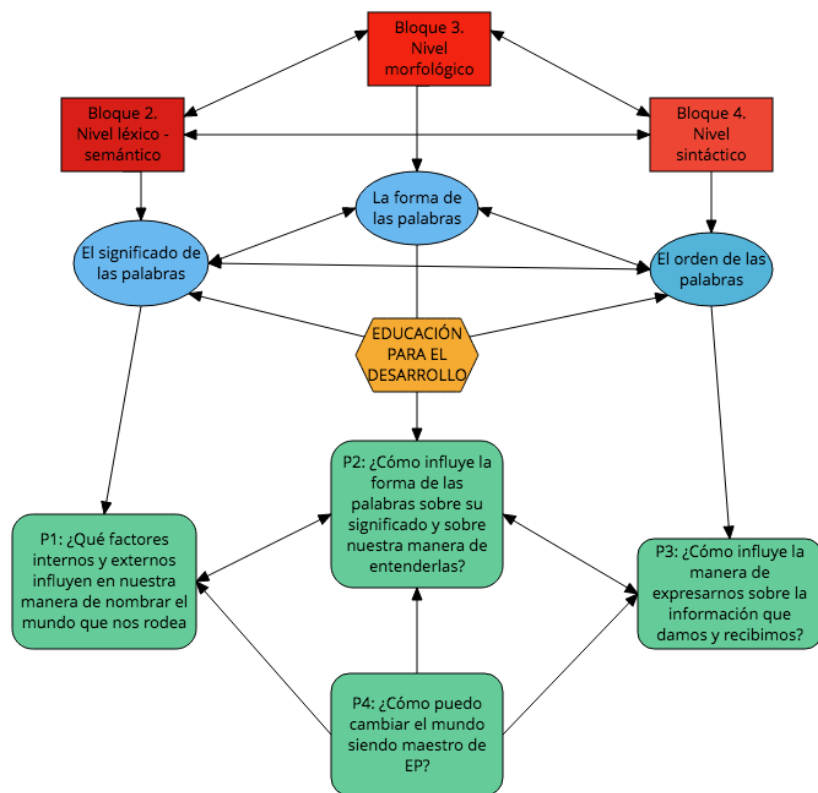 Bloque 3.
Nivel
morfológico
Bloque 2.
Nivel léxico -
semántico
Bloque 4.
Nivel
sintáctico
La forma de
las palabras
El significado de
las palabras
El orden de las
palabras
EDUCACIÓN
PARA EL
DESARROLLO
P2: ¿Cómo influye la
forma de las
palabras sobre su
significado y sobre
nuestra manera de
entenderlas?
P1: ¿Qué factores
internos y externos
influyen en nuestra
manera de nombrar el
mundo que nos rodea
P3: ¿Cómo influye la
manera de
expresarnos sobre la
información que
damos y recibimos?
P4: ¿Cómo puedo
cambiar el mundo
siendo maestro de
EP?